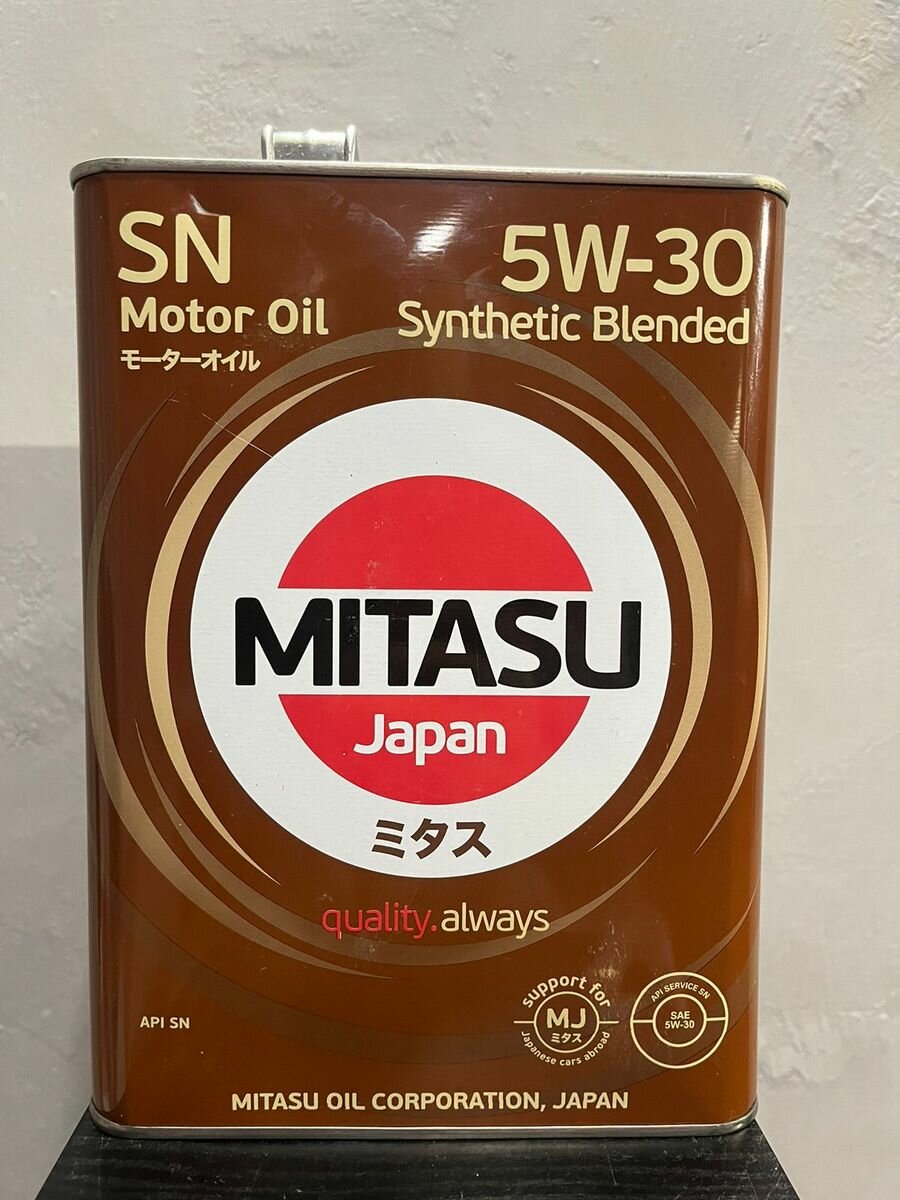 SN
Motor Oil
モーターオイル
5W-30
Synthetic Blended
MITASU
Japan
ミタス
quality.always
API SN
support for
MJ
ミタス
Japanese cars abroad
API SERVICE SN
SAE
5W-30
MITASU OIL CORPORATION, JAPAN